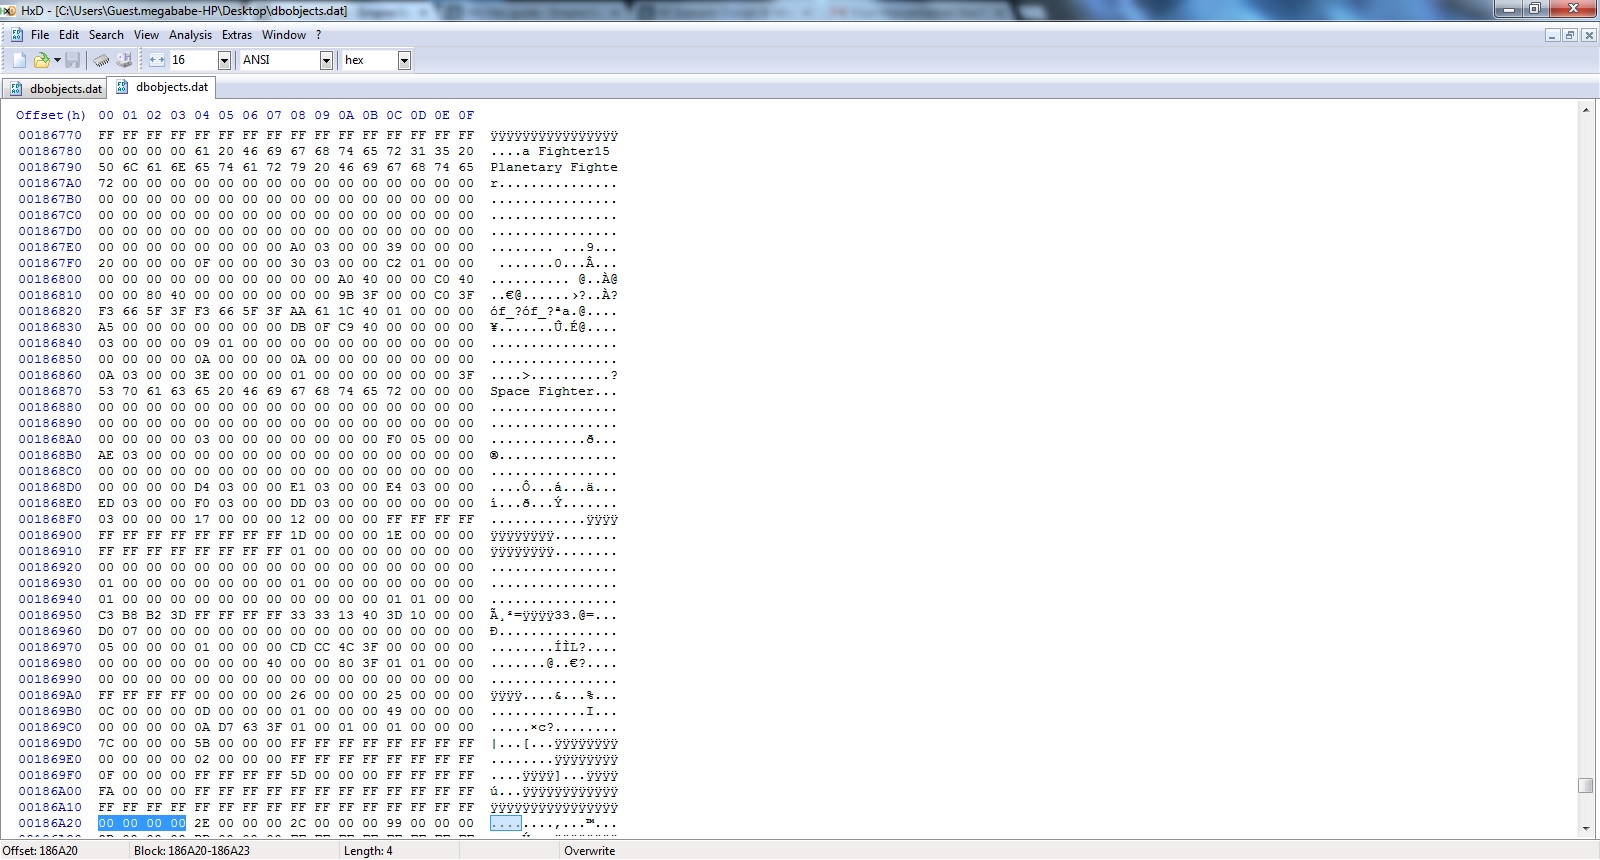 HxD - [C:\Users\Guest.megababe-HP\Desktop\dbobjects.dat]
File Edit Search View Analysis Extras Window ?
16 ANSI hex
dbobjects.dat dbobjects.dat
Offset(h) 00 01 02 03 04 05 06 07 08 09 0A 0B 0C 0D 0E 0F
00186770 FF FF FF FF FF FF FF FF FF FF FF FF FF FF FF FF ÿÿÿÿÿÿÿÿÿÿÿÿÿÿÿÿ
00186780 00 00 00 00 61 20 46 69 67 68 74 65 72 31 35 20 ....a Fighter15
00186790 50 6C 61 6E 65 74 61 72 79 20 46 69 67 68 74 65 Planetary Fighte
001867A0 72 00 00 00 00 00 00 00 00 00 00 00 00 00 00 00 r...............
001867B0 00 00 00 00 00 00 00 00 00 00 00 00 00 00 00 00 ................
001867C0 00 00 00 00 00 00 00 00 00 00 00 00 00 00 00 00 ................
001867D0 00 00 00 00 00 00 00 00 00 00 00 00 00 00 00 00 ................
001867E0 00 00 00 00 00 00 00 00 A0 03 00 00 39 00 00 00 ........ ...9...
001867F0 20 00 00 00 0F 00 00 00 30 03 00 00 C2 01 00 00  .......0...Â...
00186800 00 00 00 00 00 00 00 00 00 00 A0 40 00 00 C0 40 .......... @..À@
00186810 00 00 80 40 00 00 00 00 00 00 9B 3F 00 00 C0 3F ..€@......›?..À?
00186820 F3 66 5F 3F F3 66 5F 3F AA 61 1C 40 01 00 00 00 óf_?óf_?ªa.@....
00186830 A5 00 00 00 00 00 00 00 DB 0F C9 40 00 00 00 00 ¥.......Û.É@....
00186840 03 00 00 00 09 01 00 00 00 00 00 00 00 00 00 00 ................
00186850 00 00 00 00 0A 00 00 00 0A 00 00 00 00 00 00 00 ................
00186860 0A 03 00 00 3E 00 00 00 01 00 00 00 00 00 00 3F ....>..........?
00186870 53 70 61 63 65 20 46 69 67 68 74 65 72 00 00 00 Space Fighter...
00186880 00 00 00 00 00 00 00 00 00 00 00 00 00 00 00 00 ................
00186890 00 00 00 00 00 00 00 00 00 00 00 00 00 00 00 00 ................
001868A0 00 00 00 00 03 00 00 00 00 00 00 00 F0 05 00 00 ............ð...
001868B0 AE 03 00 00 00 00 00 00 00 00 00 00 00 00 00 00 ®...............
001868C0 00 00 00 00 00 00 00 00 00 00 00 00 00 00 00 00 ................
001868D0 00 00 00 00 D4 03 00 00 E1 03 00 00 E4 03 00 00 ....Ô...á...ä...
001868E0 ED 03 00 00 F0 03 00 00 DD 03 00 00 00 00 00 00 í...ð...Ý.......
001868F0 03 00 00 00 17 00 00 00 12 00 00 00 FF FF FF FF ............ÿÿÿÿ
00186900 FF FF FF FF FF FF FF FF 1D 00 00 00 1E 00 00 00 ÿÿÿÿÿÿÿÿ........
00186910 FF FF FF FF FF FF FF FF 01 00 00 00 00 00 00 00 ÿÿÿÿÿÿÿÿ........
00186920 00 00 00 00 00 00 00 00 00 00 00 00 00 00 00 00 ................
00186930 01 00 00 00 00 00 00 00 01 00 00 00 00 00 00 00 ................
00186940 01 00 00 00 00 00 00 00 00 00 00 00 01 01 00 00 ................
00186950 C3 B8 B2 3D FF FF FF FF 33 33 13 40 3D 10 00 00 Ã¸²=ÿÿÿÿ33.@=...
00186960 D0 07 00 00 00 00 00 00 00 00 00 00 00 00 00 00 Ð...............
00186970 05 00 00 00 01 00 00 00 CD CC 4C 3F 00 00 00 00 ........ÍÌL?....
00186980 00 00 00 00 00 00 00 40 00 00 80 3F 01 01 00 00 .......@..€?....
00186990 00 00 00 00 00 00 00 00 00 00 00 00 00 00 00 00 ................
001869A0 FF FF FF FF 00 00 00 00 26 00 00 00 25 00 00 00 ÿÿÿÿ....&...%...
001869B0 0C 00 00 00 0D 00 00 00 01 00 00 00 49 00 00 00 ............I...
001869C0 00 00 00 00 0A D7 63 3F 01 00 01 00 01 00 00 00 .....×c?........
001869D0 7C 00 00 00 5B 00 00 00 FF FF FF FF FF FF FF FF |...[...ÿÿÿÿÿÿÿÿ
001869E0 00 00 00 00 02 00 00 00 FF FF FF FF FF FF FF FF ........ÿÿÿÿÿÿÿÿ
001869F0 0F 00 00 00 FF FF FF FF 5D 00 00 00 FF FF FF FF ....ÿÿÿÿ]...ÿÿÿÿ
00186A00 FA 00 00 00 FF FF FF FF FF FF FF FF FF FF FF FF ú...ÿÿÿÿÿÿÿÿÿÿÿÿ
00186A10 FF FF FF FF FF FF FF FF FF FF FF FF FF FF FF FF ÿÿÿÿÿÿÿÿÿÿÿÿÿÿÿÿ
00186A20 00 00 00 00 2E 00 00 00 2C 00 00 00 99 00 00 00 ........,...™...
Offset: 186A20 Block: 186A20-186A23 Length: 4 Overwrite